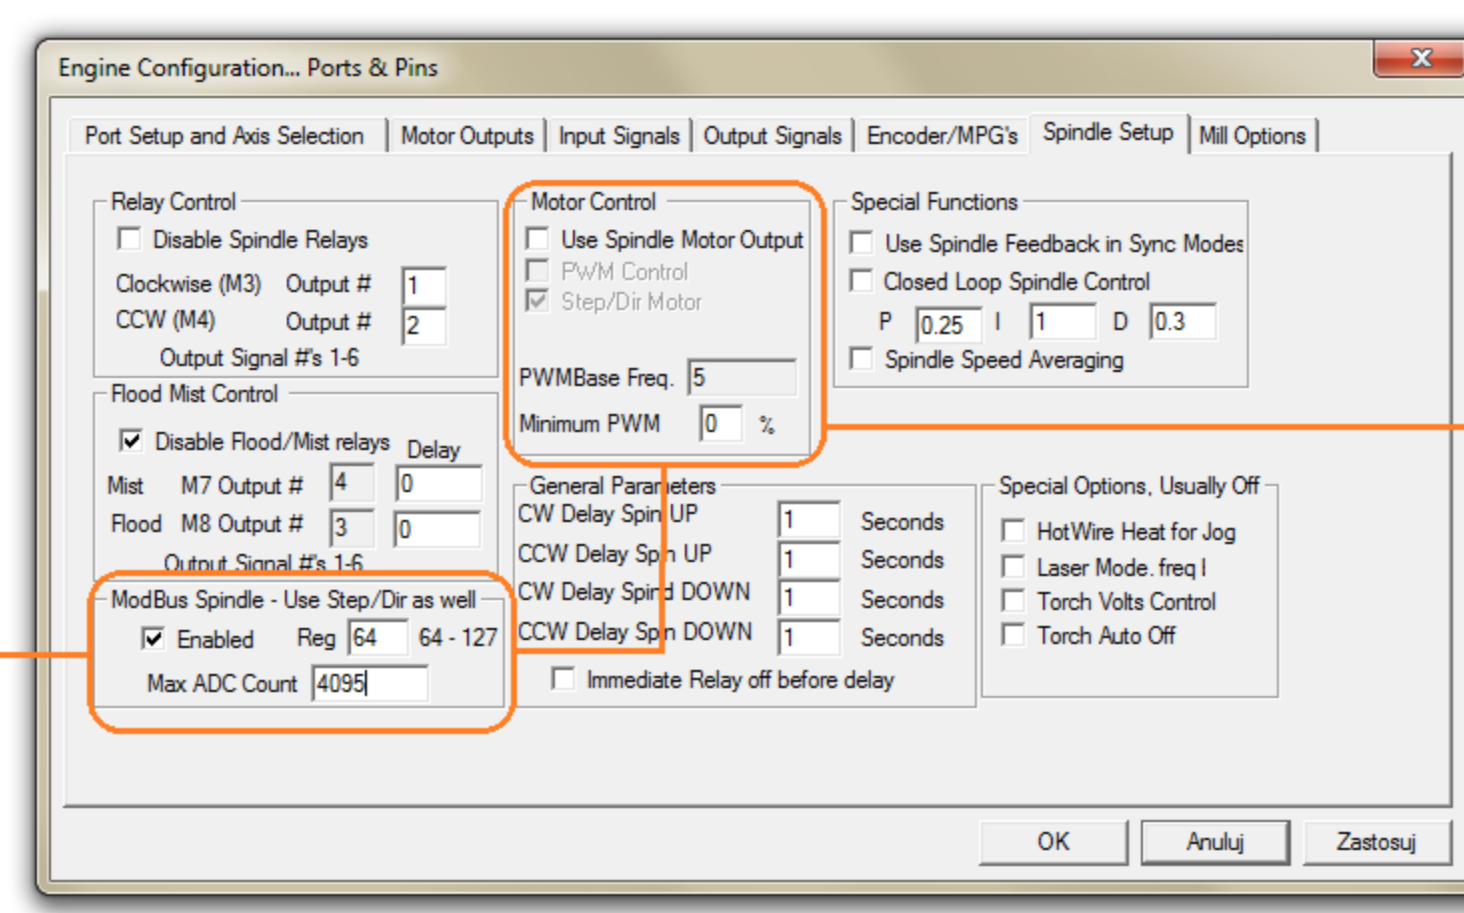 Engine Configuration... Ports & Pins
Port Setup and Axis Selection Motor Outputs Input Signals Output Signals Encoder/MPG's Spindle Setup Mill Options
Relay Control
Disable Spindle Relays
Clockwise (M3) Output # 1
CCW (M4) Output # 2
Output Signal #'s 1-6
Flood Mist Control
Disable Flood/Mist relays Delay
Mist M7 Output # 4 0
Flood M8 Output # 3 0
Output Signal #'s 1-6
ModBus Spindle - Use Step/Dir as well
Enabled Reg 64 64 - 127
Max ADC Count 4095
Motor Control
Use Spindle Motor Output
PWM Control
Step/Dir Motor
PWMBase Freq. 5
Minimum PWM 0 %
General Parameters
CW Delay Spin UP 1 Seconds
CCW Delay Spin UP 1 Seconds
CW Delay Spind DOWN 1 Seconds
CCW Delay Spin DOWN 1 Seconds
Immediate Relay off before delay
Special Functions
Use Spindle Feedback in Sync Modes
Closed Loop Spindle Control
P 0.25 I 1 D 0.3
Spindle Speed Averaging
Special Options, Usually Off
HotWire Heat for Jog
Laser Mode. freq
Torch Volts Control
Torch Auto Off
OK Anuluj Zastosuj